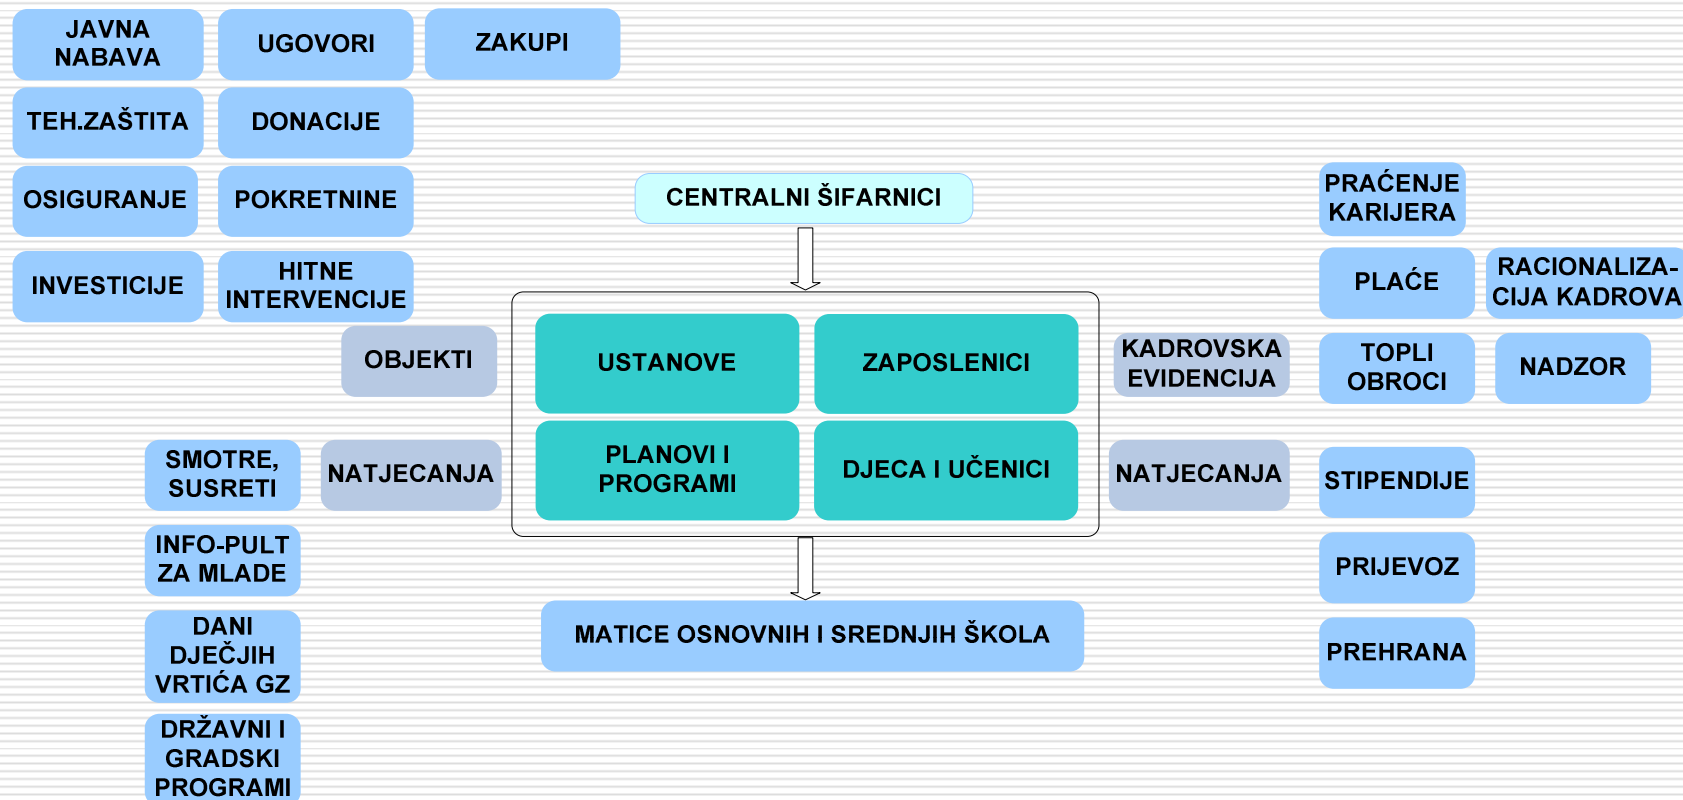 JAVNA
NABAVA
UGOVORI
ZAKUPI
TEH.ZAŠTITA
DONACIJE
OSIGURANJE
POKRETNINE
INVESTICIJE
HITNE
INTERVENCIJE
CENTRALNI ŠIFARNICI
PRAĆENJE
KARIJERA
PLAĆE
RACIONALIZA-
CIJA KADROVA
OBJEKTI
USTANOVE
ZAPOSLENICI
KADROVSKA
EVIDENCIJA
TOPLI
OBROCI
NADZOR
SMOTRE,
SUSRETI
NATJECANJA
PLANOVI I
PROGRAMI
DJECA I UČENICI
NATJECANJA
STIPENDIJE
INFO-PULT
ZA MLADE
PRIJEVOZ
DANI
DJEČJIH
VRTIĆA GZ
MATICE OSNOVNIH I SREDNJIH ŠKOLA
PREHRANA
DRŽAVNI I
GRADSKI
PROGRAMI